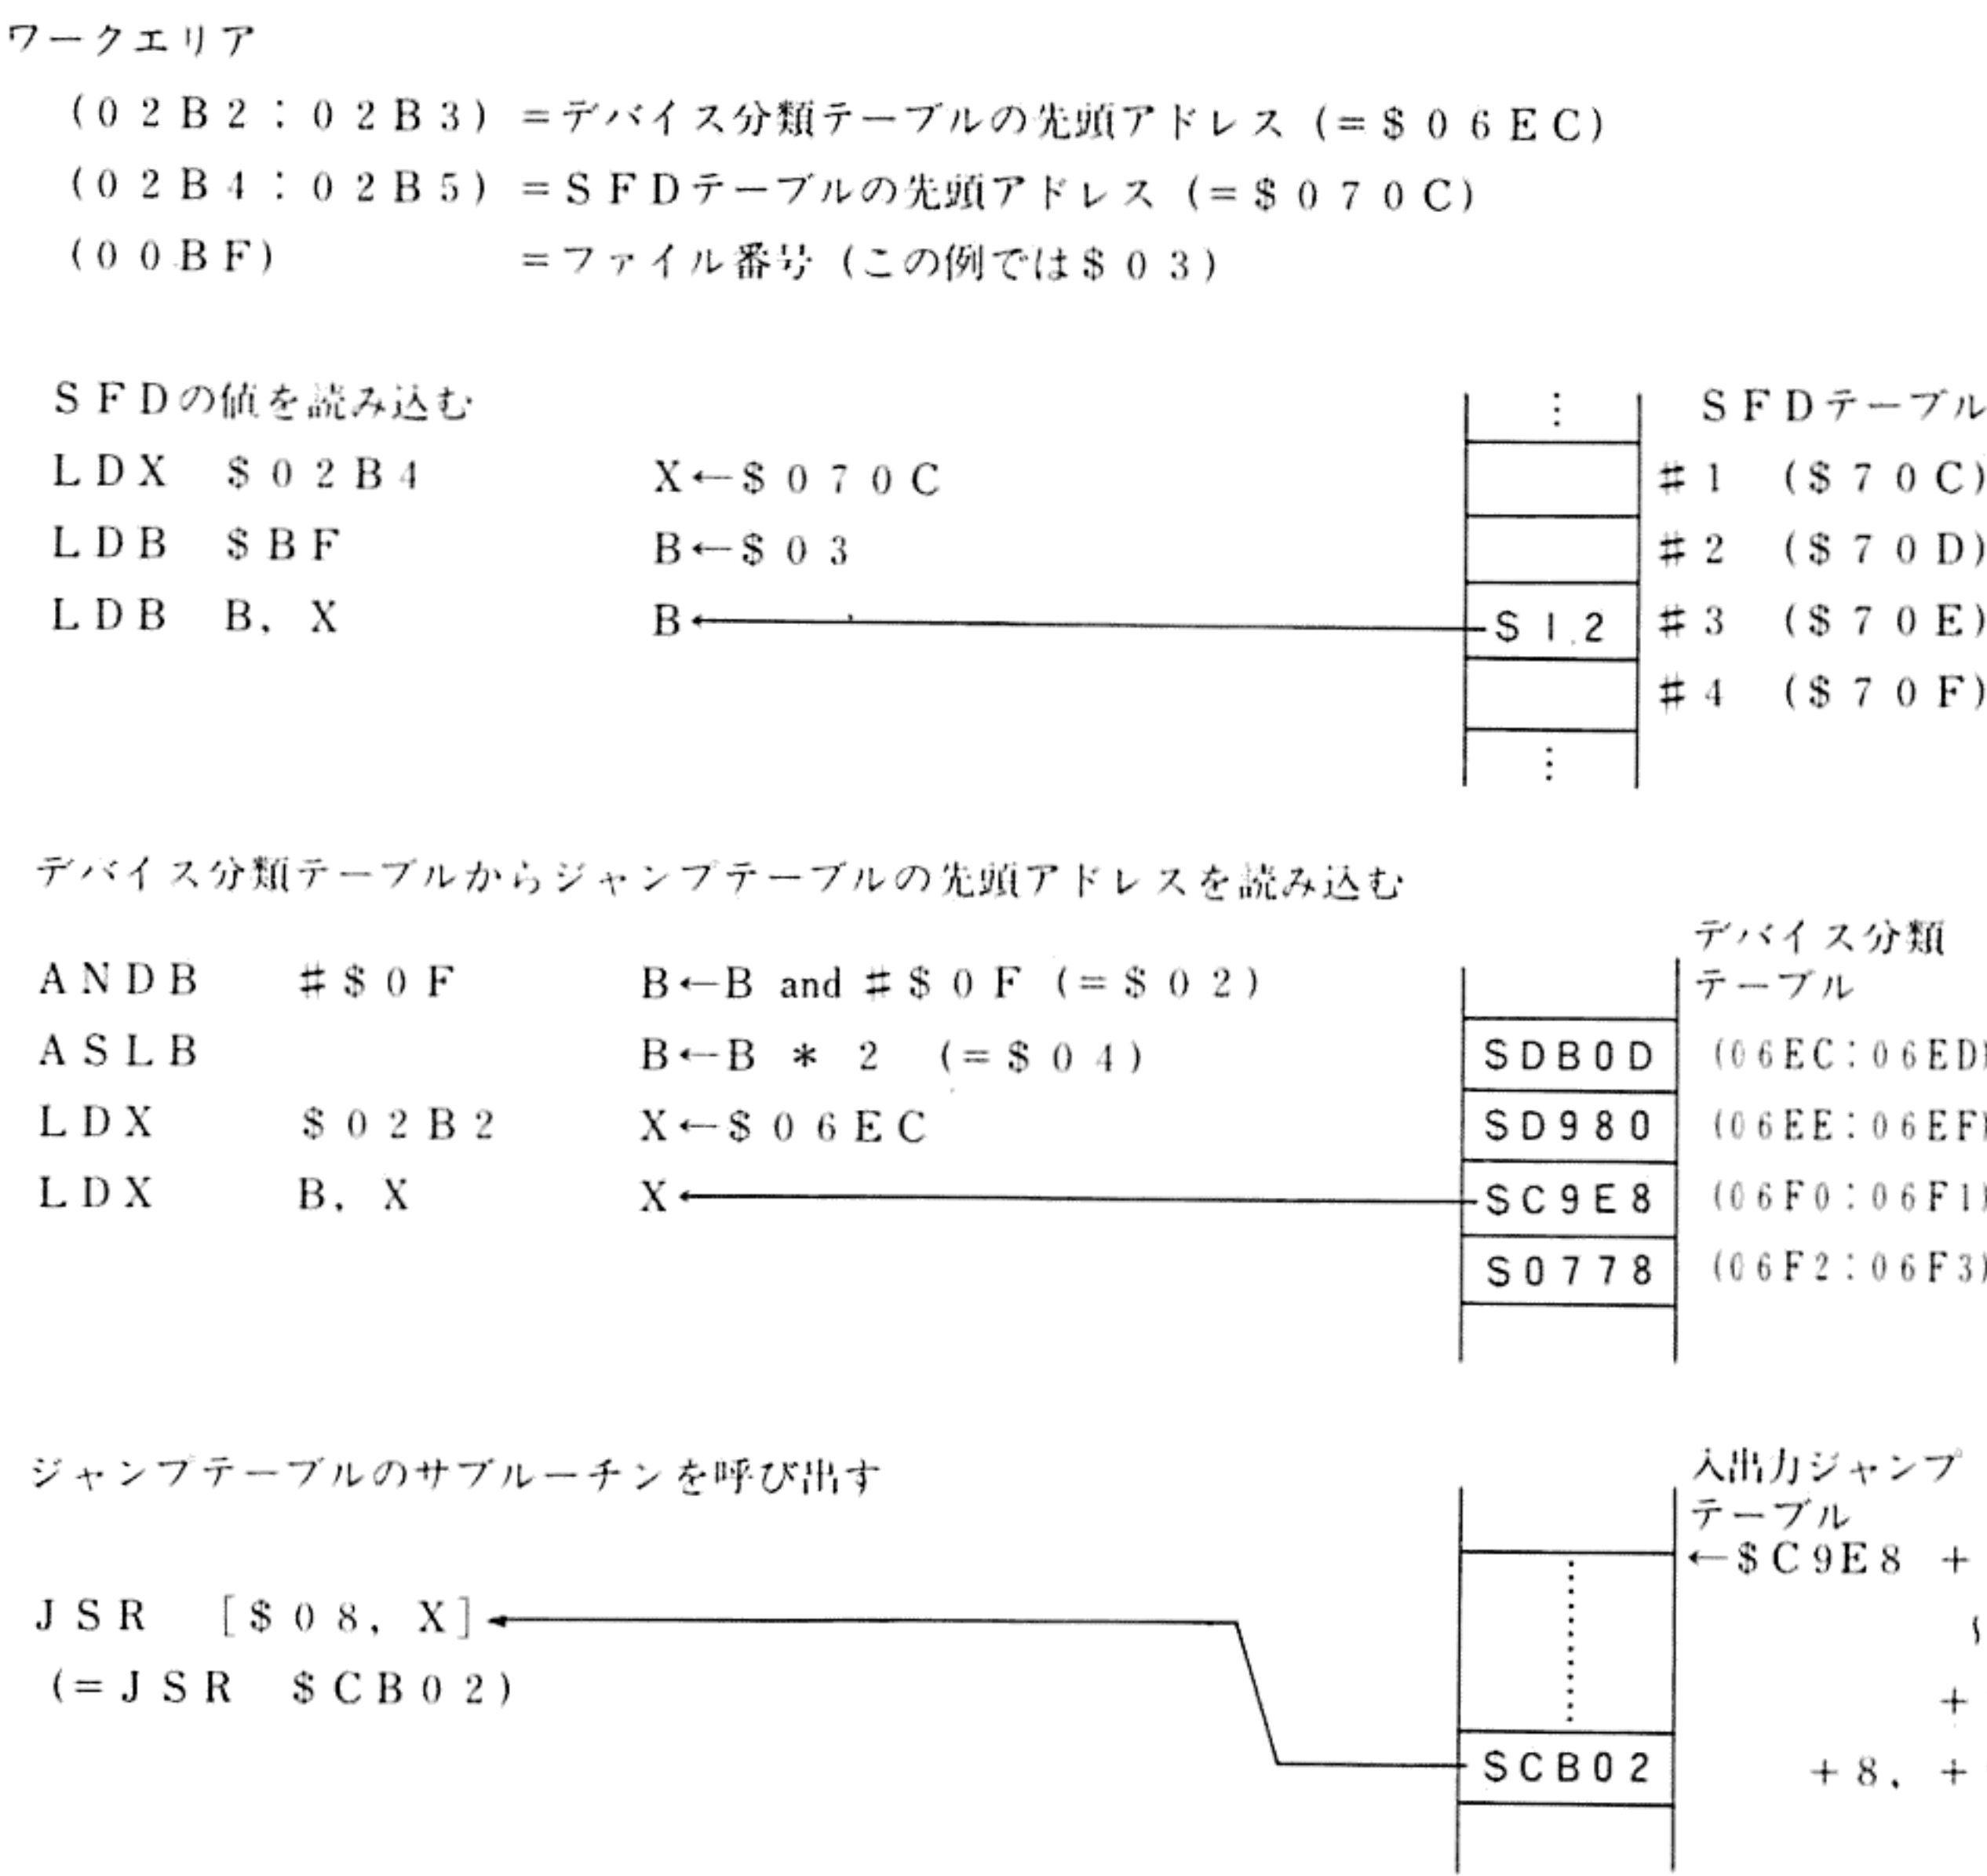 ワークエリア
(02B2:02B3) =デバイス分類テーブルの先頭アドレス (=$06EC)
(02B4:02B5) =SFDテーブルの先頭アドレス (=$070C)
(00BF) =ファイル番号 (この例では$03)
SFDの値を読み込む
LDX $02B4 X←$070C
LDB $BF B←$03
LDB B, X B←
SFDテーブル
#1 ($70C)
#2 ($70D)
$12 #3 ($70E)
#4 ($70F)
デバイス分類テーブルからジャンプテーブルの先頭アドレスを読み込む
ANDB #$0F B←B and #$0F (=$02)
ASLB B←B * 2 (=$04)
LDX $02B2 X←$06EC
LDX B, X X←
デバイス分類
テーブル
$DB0D (06EC:06ED)
$D980 (06EE:06EF)
$C9E8 (06F0:06F1)
$0778 (06F2:06F3)
ジャンプテーブルのサブルーチンを呼び出す
JSR [$08, X]
(=JSR $CB02)
入出力ジャンプ
テーブル
←$C9E8 +
~
+
$CB02 +8, +